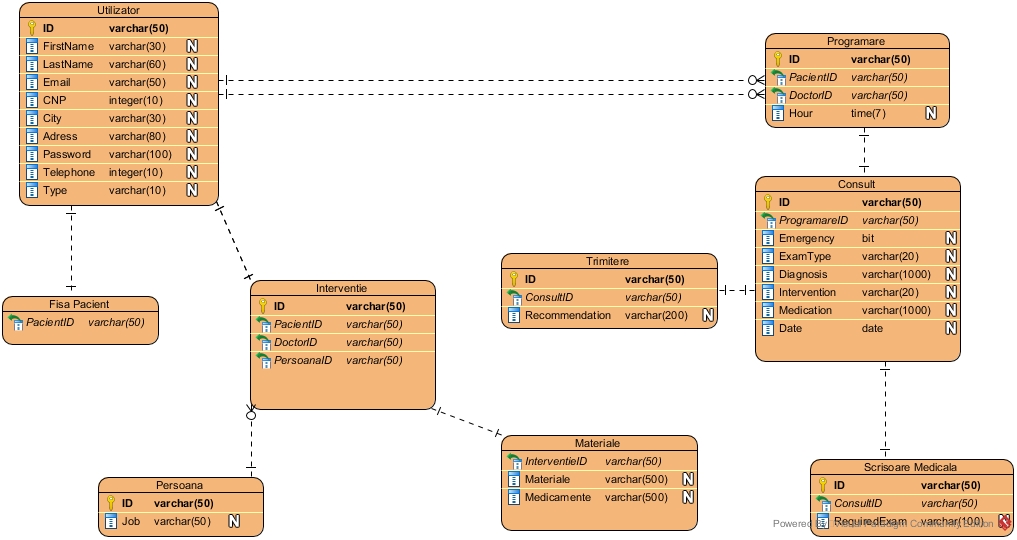 Utilizator
ID varchar(50)
FirstName varchar(30) N
LastName varchar(60) N
Email varchar(50) N
CNP integer(10) N
City varchar(30) N
Adress varchar(80) N
Password varchar(100) N
Telephone integer(10) N
Type varchar(10) N
Programare
ID varchar(50)
PacientID varchar(50)
DoctorID varchar(50)
Hour time(7) N
Consult
ID varchar(50)
ProgramareID varchar(50)
Emergency bit N
ExamType varchar(20) N
Diagnosis varchar(1000) N
Intervention varchar(20) N
Medication varchar(1000) N
Date date N
Trimitere
ID varchar(50)
ConsultID varchar(50)
Recommendation varchar(200) N
Fisa Pacient
PacientID varchar(50)
Interventie
ID varchar(50)
PacientID varchar(50)
DoctorID varchar(50)
PersoanaID varchar(50)
Materiale
InterventieID varchar(50)
Materiale varchar(500) N
Medicamente varchar(500) N
Persoana
ID varchar(50)
Job varchar(50) N
Scrisoare Medicala
ID varchar(50)
ConsultID varchar(50)
RequiredExam varchar(100) N
Powered